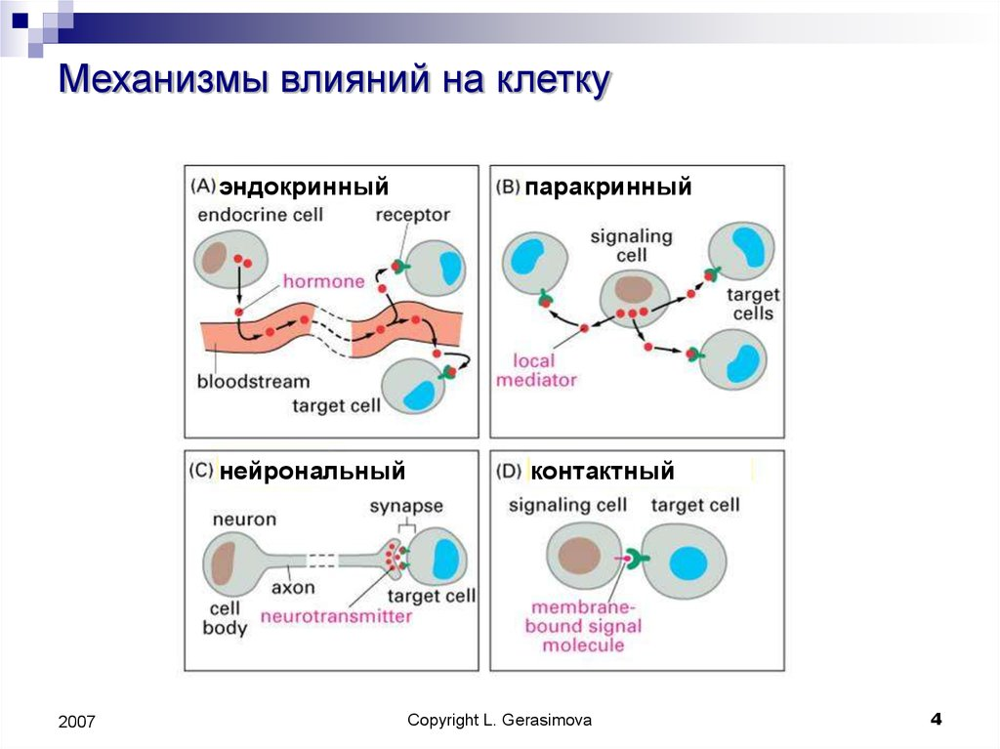 Механизмы влияний на клетку
(A) эндокринный
endocrine cell
receptor
hormone
bloodstream
target cell
(B) паракринный
signaling
cell
target
cells
local
mediator
(C) нейрональный
synapse
neuron
axon
target cell
cell
body
neurotransmitter
(D) контактный
signaling cell
target cell
membrane-
bound signal
molecule
2007
Copyright L. Gerasimova
4